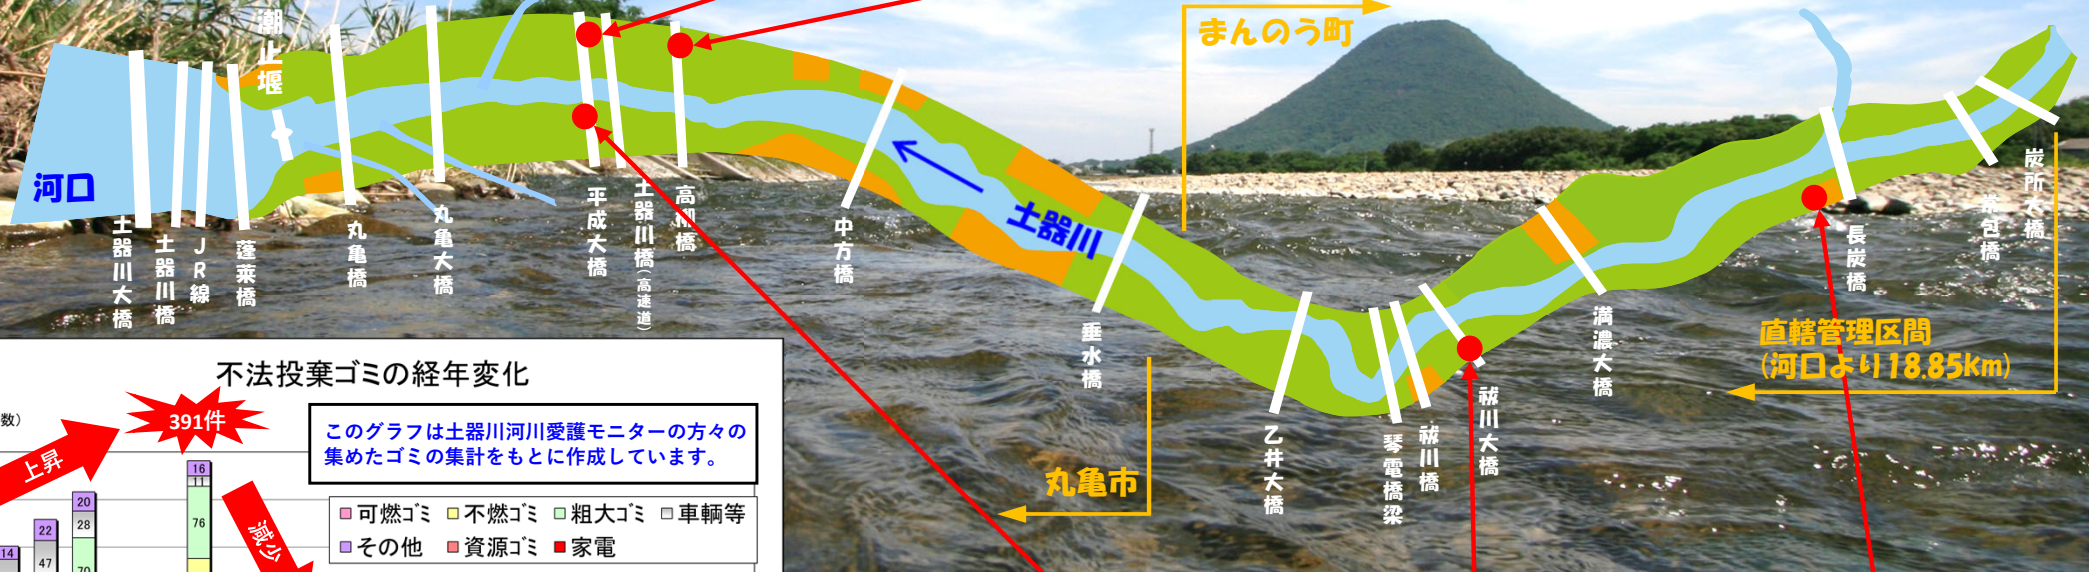 潮止堰
まんのう町
河口
土器川
土器川大橋
土器川橋
JR線
蓬莱橋
丸亀橋
丸亀大橋
平成大橋
土器川橋(高速道)
高柳橋
中方橋
垂水橋
乙井大橋
琴電橋梁
祓川橋
祓川大橋
満濃大橋
長炭橋
常包橋
炭所大橋
直轄管理区間
(河口より18.85km)
丸亀市
不法投棄ゴミの経年変化
数)
391件
このグラフは土器川河川愛護モニターの方々の
集めたゴミの集計をもとに作成しています。
上昇
減少
可燃ゴミ 不燃ゴミ 粗大ゴミ 車輌等
その他 資源ゴミ 家電
16
11
76
20
28
70
22
47
14